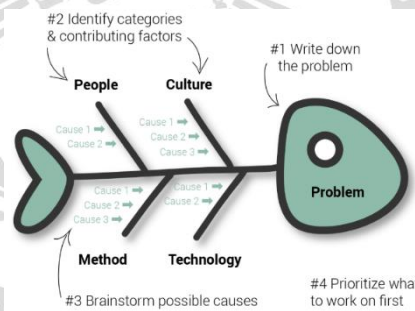 #2 Identify categories
& contributing factors
#1 Write down
the problem
People
Culture
Cause 1
Cause 2
Cause 1
Cause 2
Cause 3
Problem
Cause 1
Cause 2
Cause 3
Cause 1
Cause 2
Method
Technology
#3 Brainstorm possible causes
#4 Prioritize wha
to work on first